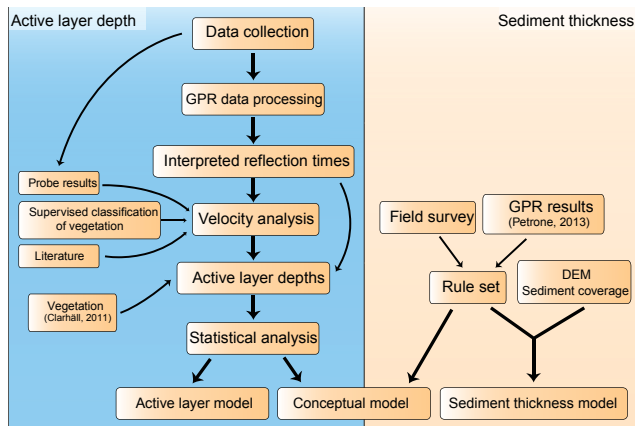 Active layer depth
Sediment thickness
Data collection
GPR data processing
Interpreted reflection times
Probe results
Supervised classification
of vegetation
Literature
Velocity analysis
Active layer depths
Vegetation
(Clarhäll, 2011)
Statistical analysis
Active layer model
Conceptual model
Field survey
GPR results
(Petrone, 2013)
Rule set
DEM
Sediment coverage
Sediment thickness model